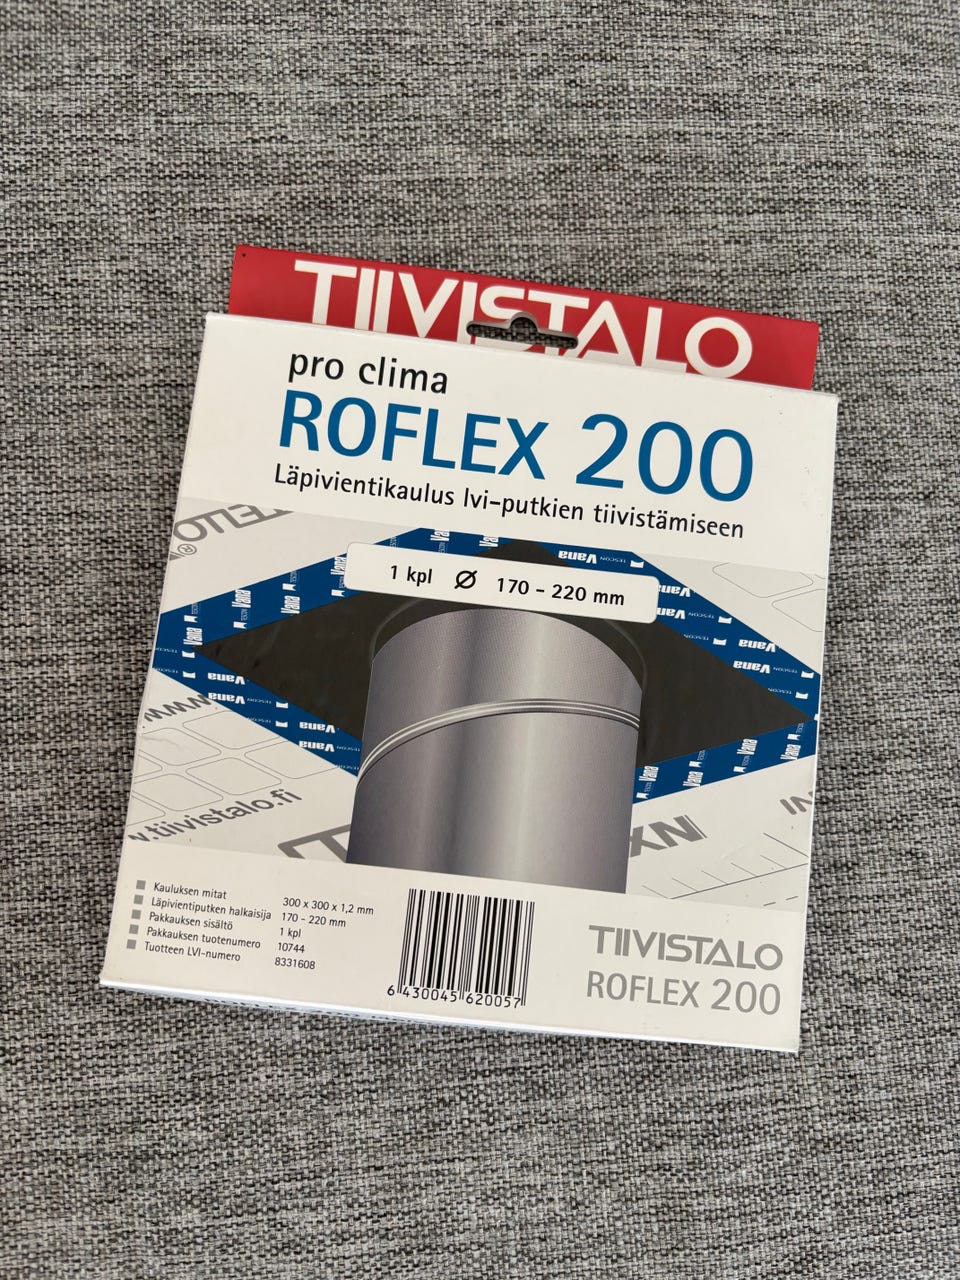 TIIVISTALO
pro clima
ROFLEX 200
Läpivientikaulus lvi-putkien tiivistämiseen
1 kpl Ø 170 - 220 mm
TESCON Vana
www
w.tiivistalo.fi
Kauluksen mitat 300 x 300 x 1,2 mm
Läpivientiputken halkaisija 170 - 220 mm
Pakkauksen sisältö 1 kpl
Pakkauksen tuotenumero 10744
Tuotteen LVI-numero 8331608
6 430045 620057
TIIVISTALO
ROFLEX 200